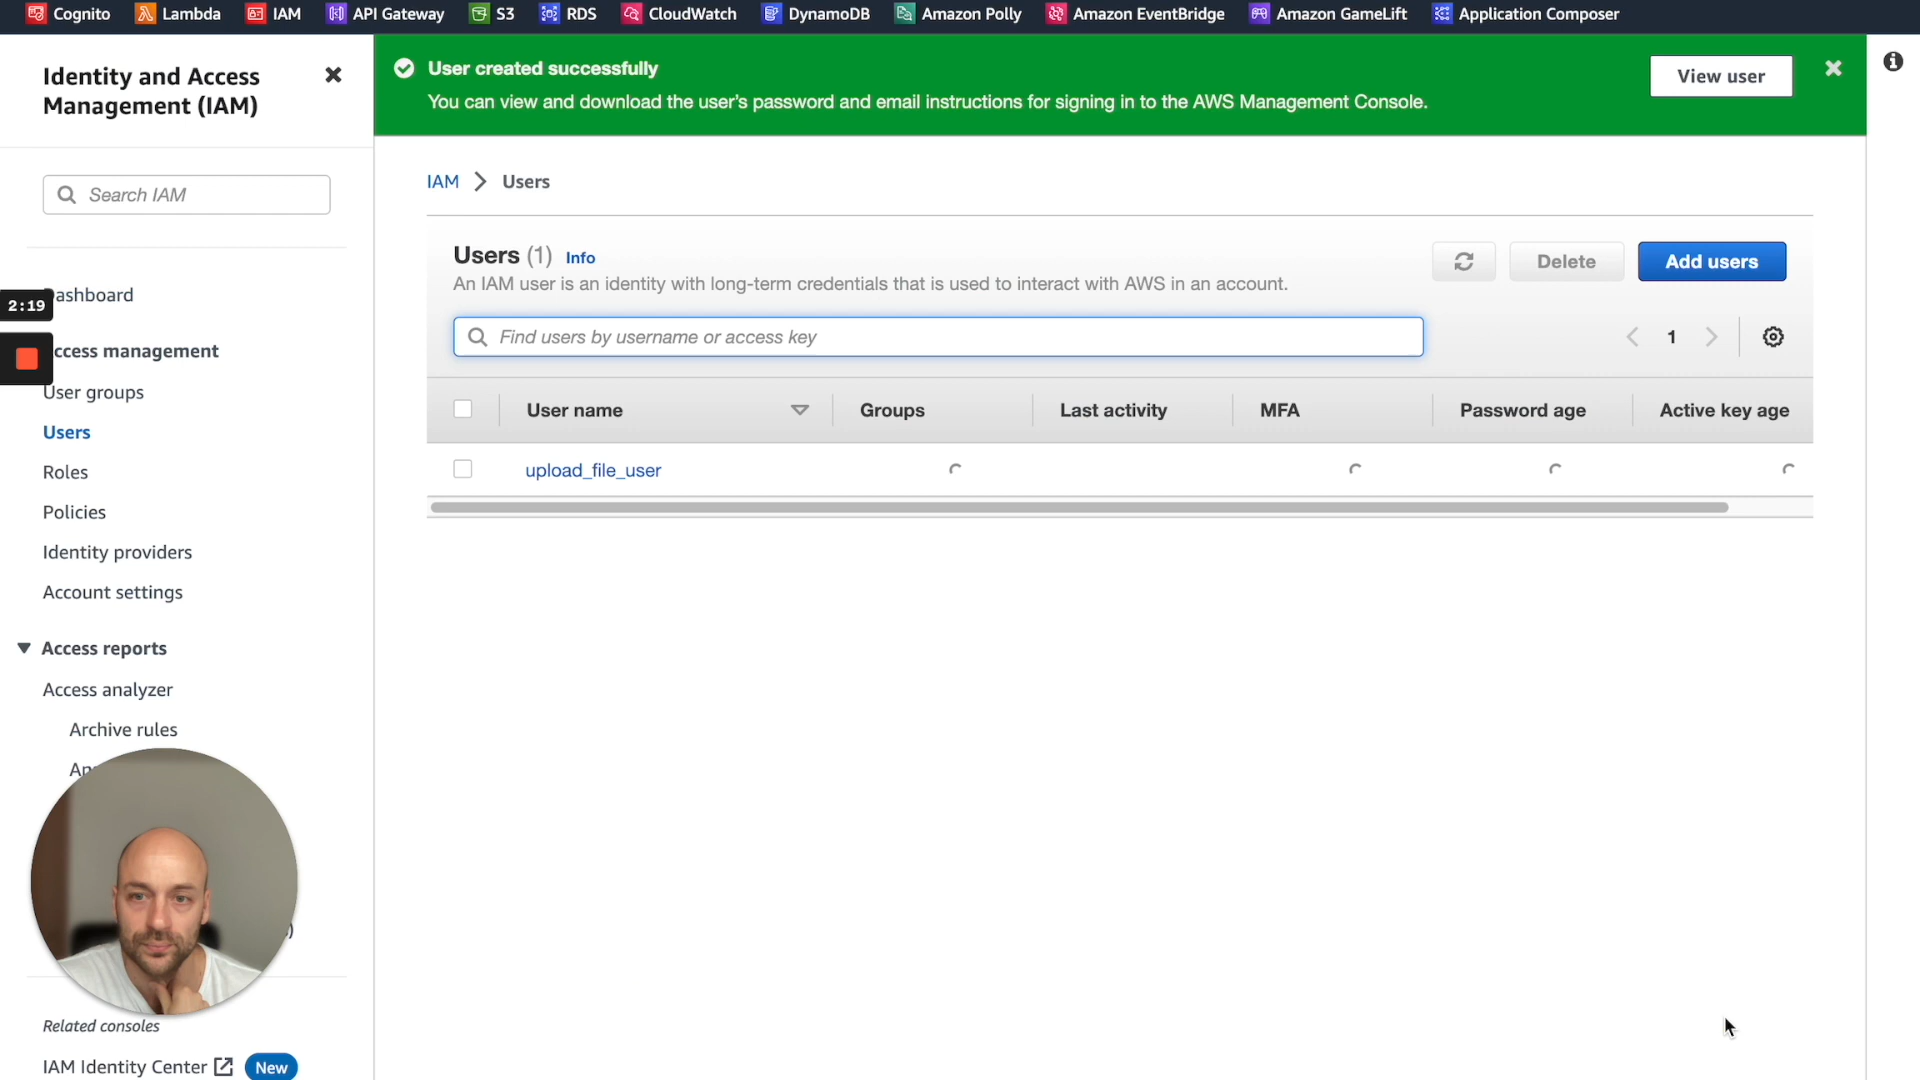 Cognito Lambda IAM API Gateway S3 RDS CloudWatch DynamoDB Amazon Polly Amazon EventBridge Amazon GameLift Application Composer
Identity and Access
Management (IAM)
Search IAM
2:19
ashboard
ccess management
User groups
Users
Roles
Policies
Identity providers
Account settings
Access reports
Access analyzer
Archive rules
Related consoles
IAM Identity Center New
User created successfully
You can view and download the user's password and email instructions for signing in to the AWS Management Console.
View user
IAM > Users
Users (1) Info
An IAM user is an identity with long-term credentials that is used to interact with AWS in an account.
Delete Add users
Find users by username or access key
1
User name Groups Last activity MFA Password age Active key age
upload_file_user